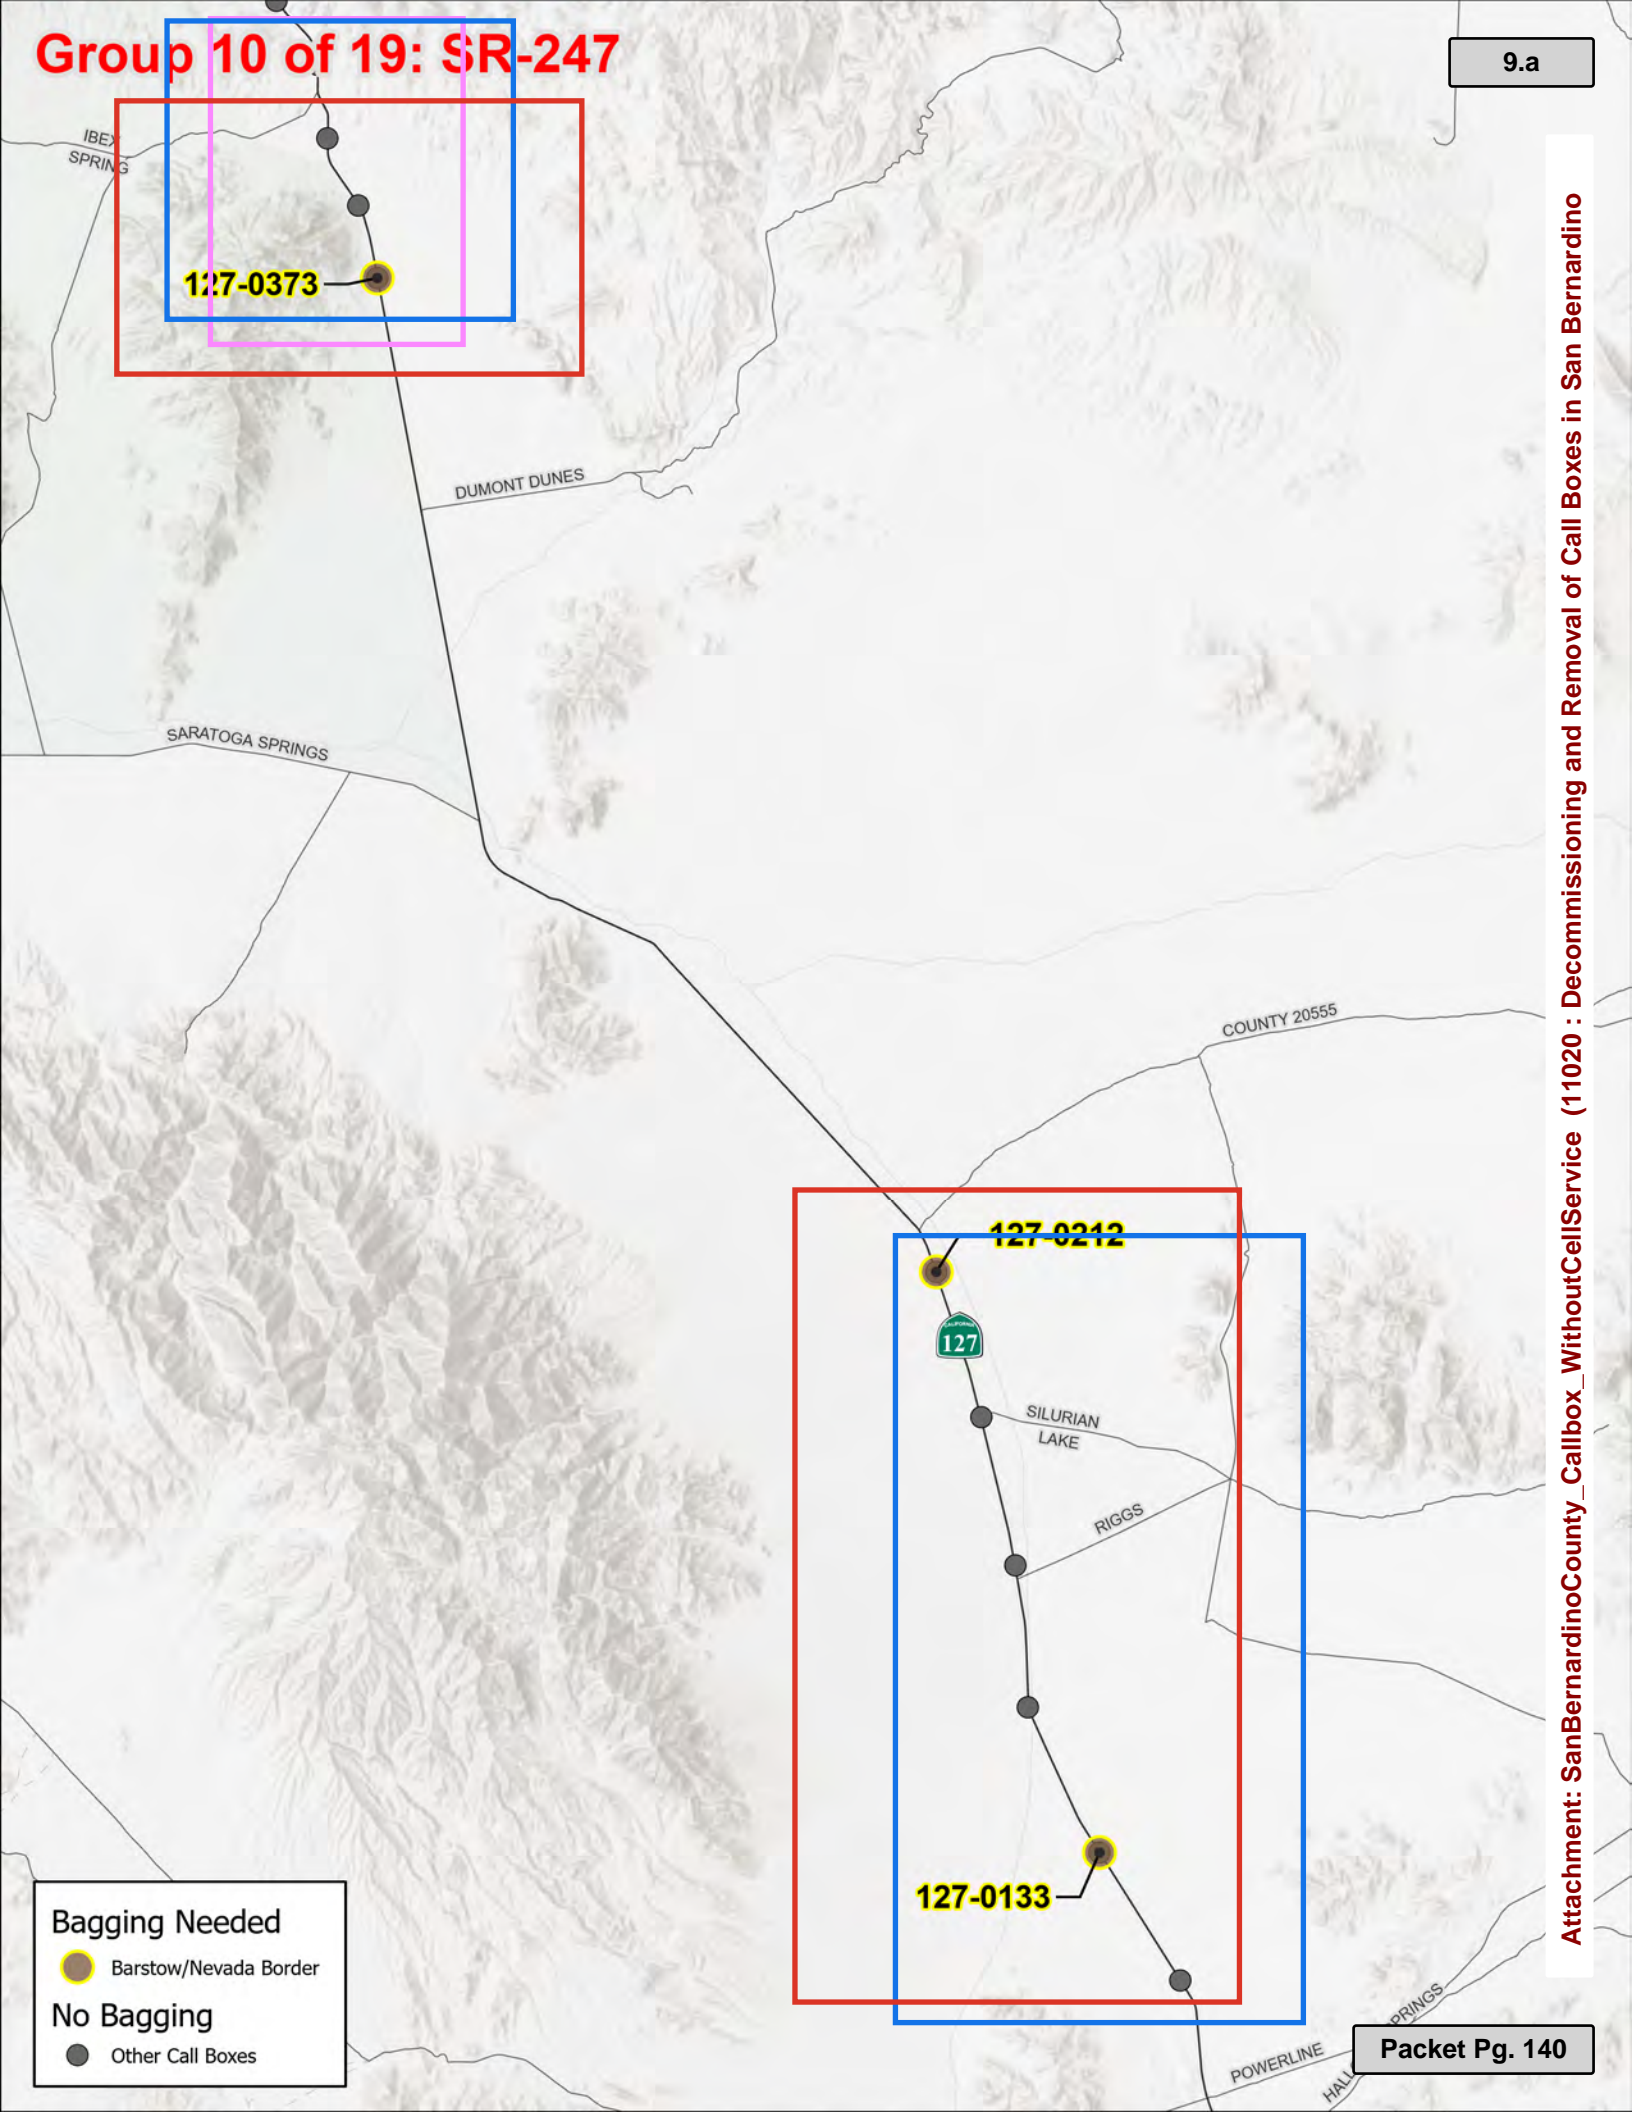 Group 10 of 19: SR-247
9.a
IBEX
SPRING
127-0373
DUMONT DUNES
SARATOGA SPRINGS
COUNTY 20555
127-0212
CALIFORNIA
127
SILURIAN
LAKE
RIGGS
127-0133
POWERLINE
Bagging Needed
Barstow/Nevada Border
No Bagging
Other Call Boxes
Packet Pg. 140
Attachment: SanBernardinoCounty_Callbox_WithoutCellService (11020 : Decommissioning and Removal of Call Boxes in San Bernardino